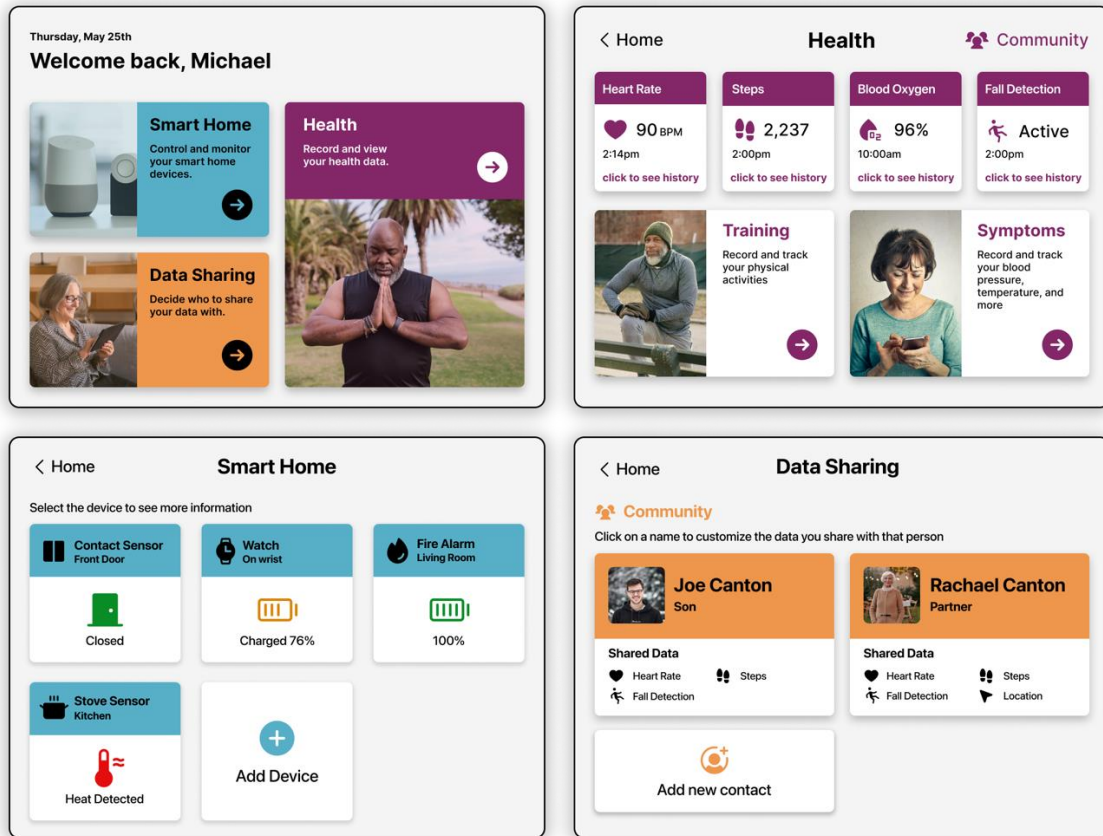 Thursday, May 25th
Welcome back, Michael
Smart Home
Control and monitor
your smart home
devices.
Health
Record and view
your health data.
Data Sharing
Decide who to share
your data with.
Home
Health
Community
Heart Rate
90 BPM
2:14pm
click to see history
Steps
2,237
2:00pm
click to see history
Blood Oxygen
O2
96%
10:00am
click to see history
Fall Detection
Active
2:00pm
click to see history
Training
Record and track
your physical
activities
Symptoms
Record and track
your blood
pressure,
temperature, and
more
Home
Smart Home
Select the device to see more information
Contact Sensor
Front Door
Closed
Watch
On wrist
Charged 76%
Fire Alarm
Living Room
100%
Stove Sensor
Kitchen
Heat Detected
Add Device
Home
Data Sharing
Community
Click on a name to customize the data you share with that person
Joe Canton
Son
Shared Data
Heart Rate
Steps
Fall Detection
Rachael Canton
Partner
Shared Data
Heart Rate
Steps
Fall Detection
Location
Add new contact